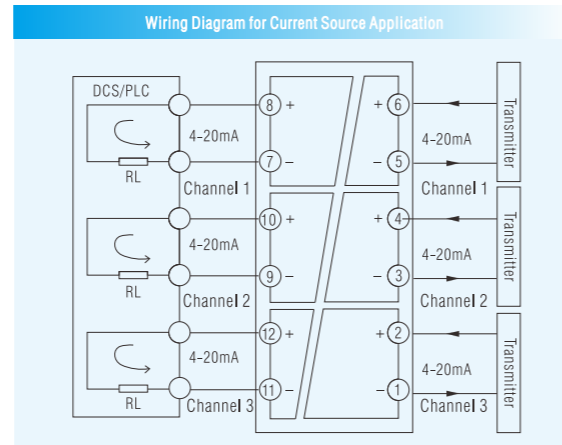 Wiring Diagram for Current Source Application
DCS/PLC
8 +
+ 6
4-20mA
4-20mA
Transmitter
7 −
− 5
RL
Channel 1
Channel 1
10 +
+ 4
4-20mA
4-20mA
Transmitter
9 −
− 3
RL
Channel 2
Channel 2
12 +
+ 2
4-20mA
4-20mA
Transmitter
11 −
− 1
RL
Channel 3
Channel 3